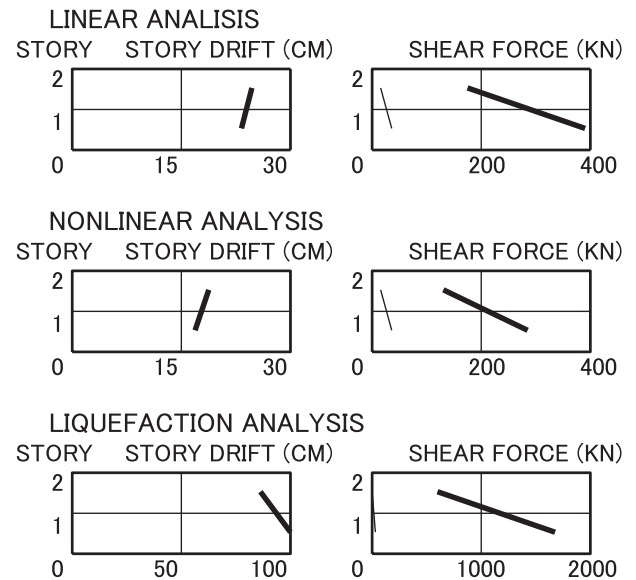 LINEAR ANALISIS
STORY STORY DRIFT (CM) SHEAR FORCE (KN)
2 2
1 1
0 15 30 0 200 400
NONLINEAR ANALYSIS
STORY STORY DRIFT (CM) SHEAR FORCE (KN)
2 2
1 1
0 15 30 0 200 400
LIQUEFACTION ANALYSIS
STORY STORY DRIFT (CM) SHEAR FORCE (KN)
2 2
1 1
0 50 100 0 1000 2000